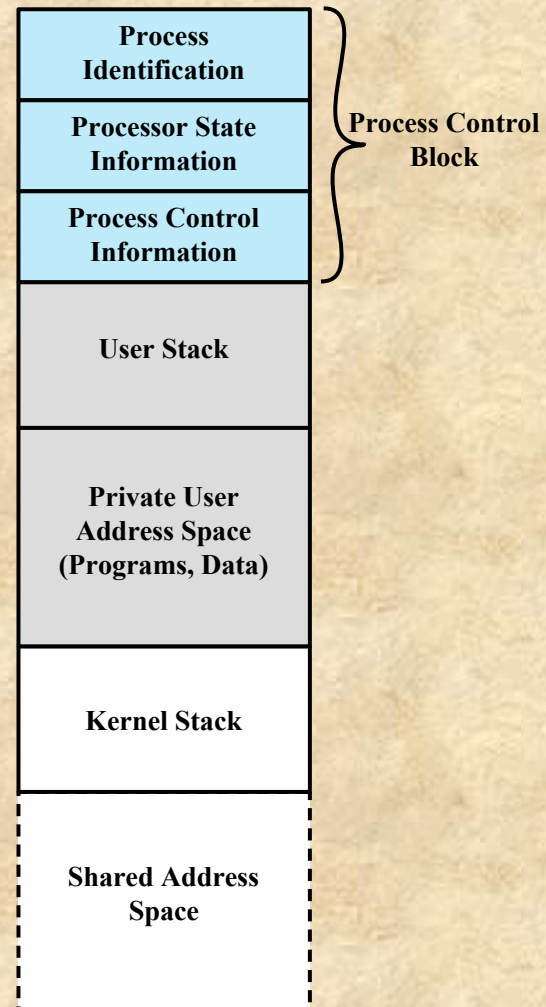 Process
Identification
Processor State
Information
Process Control
Information
Process Control
Block
User Stack
Private User
Address Space
(Programs, Data)
Kernel Stack
Shared Address
Space